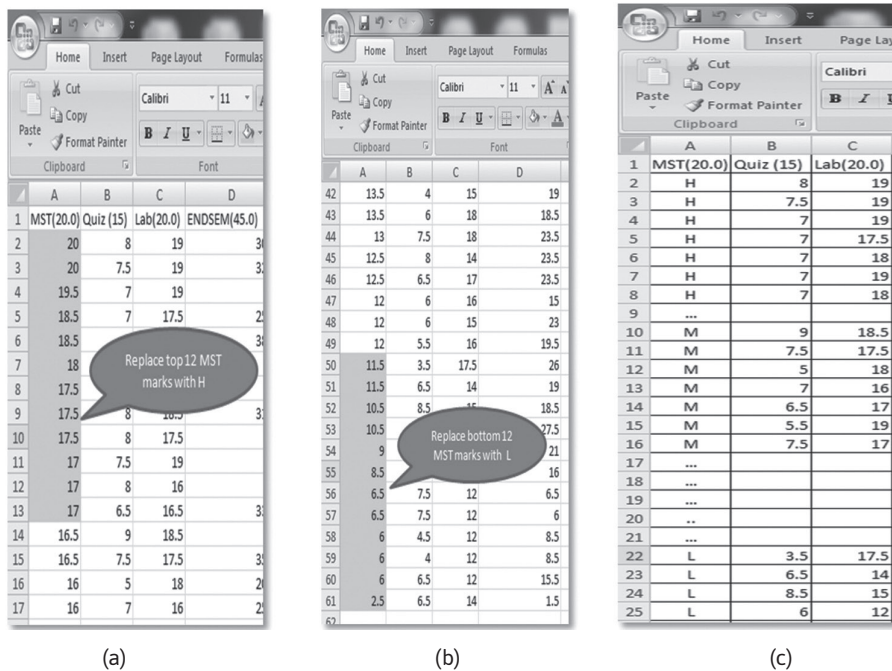 Home Insert Page Layout Formulas
Cut
Copy
Paste
Format Painter
Clipboard
Calibri 11
B I U
Font
A B C D
1 MST(20.0) Quiz (15) Lab(20.0) ENDSEM(45.0)
2 20 8 19
3 20 7.5 19
4 19.5 7 19
5 18.5 7 17.5
6 18.5
7 18
8 17.5
9 17.5 8
10 17.5 8 17.5
11 17 7.5 19
12 17 8 16
13 17 6.5 16.5
14 16.5 9 18.5
15 16.5 7.5 17.5
16 16 5 18
17 16 7 16
Replace top 12 MST
marks with H
(a)
Home Insert Page Layout Formulas
Cut
Copy
Paste
Format Painter
Clipboard
Calibri 11 A A
B I U A
Font
A B C D
42 13.5 4 15 19
43 13.5 6 18 18.5
44 13 7.5 18 23.5
45 12.5 8 14 23.5
46 12.5 6.5 17 23.5
47 12 6 16 15
48 12 6 15 23
49 12 5.5 16 19.5
50 11.5 3.5 17.5 26
51 11.5 6.5 14 19
52 10.5 8.5 18.5
53 10.5 27.5
54 9 21
55 8.5 16
56 6.5 7.5 12 6.5
57 6.5 7.5 12 6
58 6 4.5 12 8.5
59 6 4 12 8.5
60 6 6.5 12 15.5
61 2.5 6.5 14 1.5
62
Replace bottom 12
MST marks with L
(b)
Home Insert Page Lay
Cut
Copy
Paste
Format Painter
Clipboard
Calibri
B I
A B C
1 MST(20.0) Quiz (15) Lab(20.0)
2 H 8 19
3 H 7.5 19
4 H 7 19
5 H 7 17.5
6 H 7 18
7 H 7 19
8 H 7 18
9 ...
10 M 9 18.5
11 M 7.5 17.5
12 M 5 18
13 M 7 16
14 M 6.5 17
15 M 5.5 19
16 M 7.5 17
17 ...
18 ...
19 ...
20 ..
21 ...
22 L 3.5 17.5
23 L 6.5 14
24 L 8.5 15
25 L 6 12
(c)